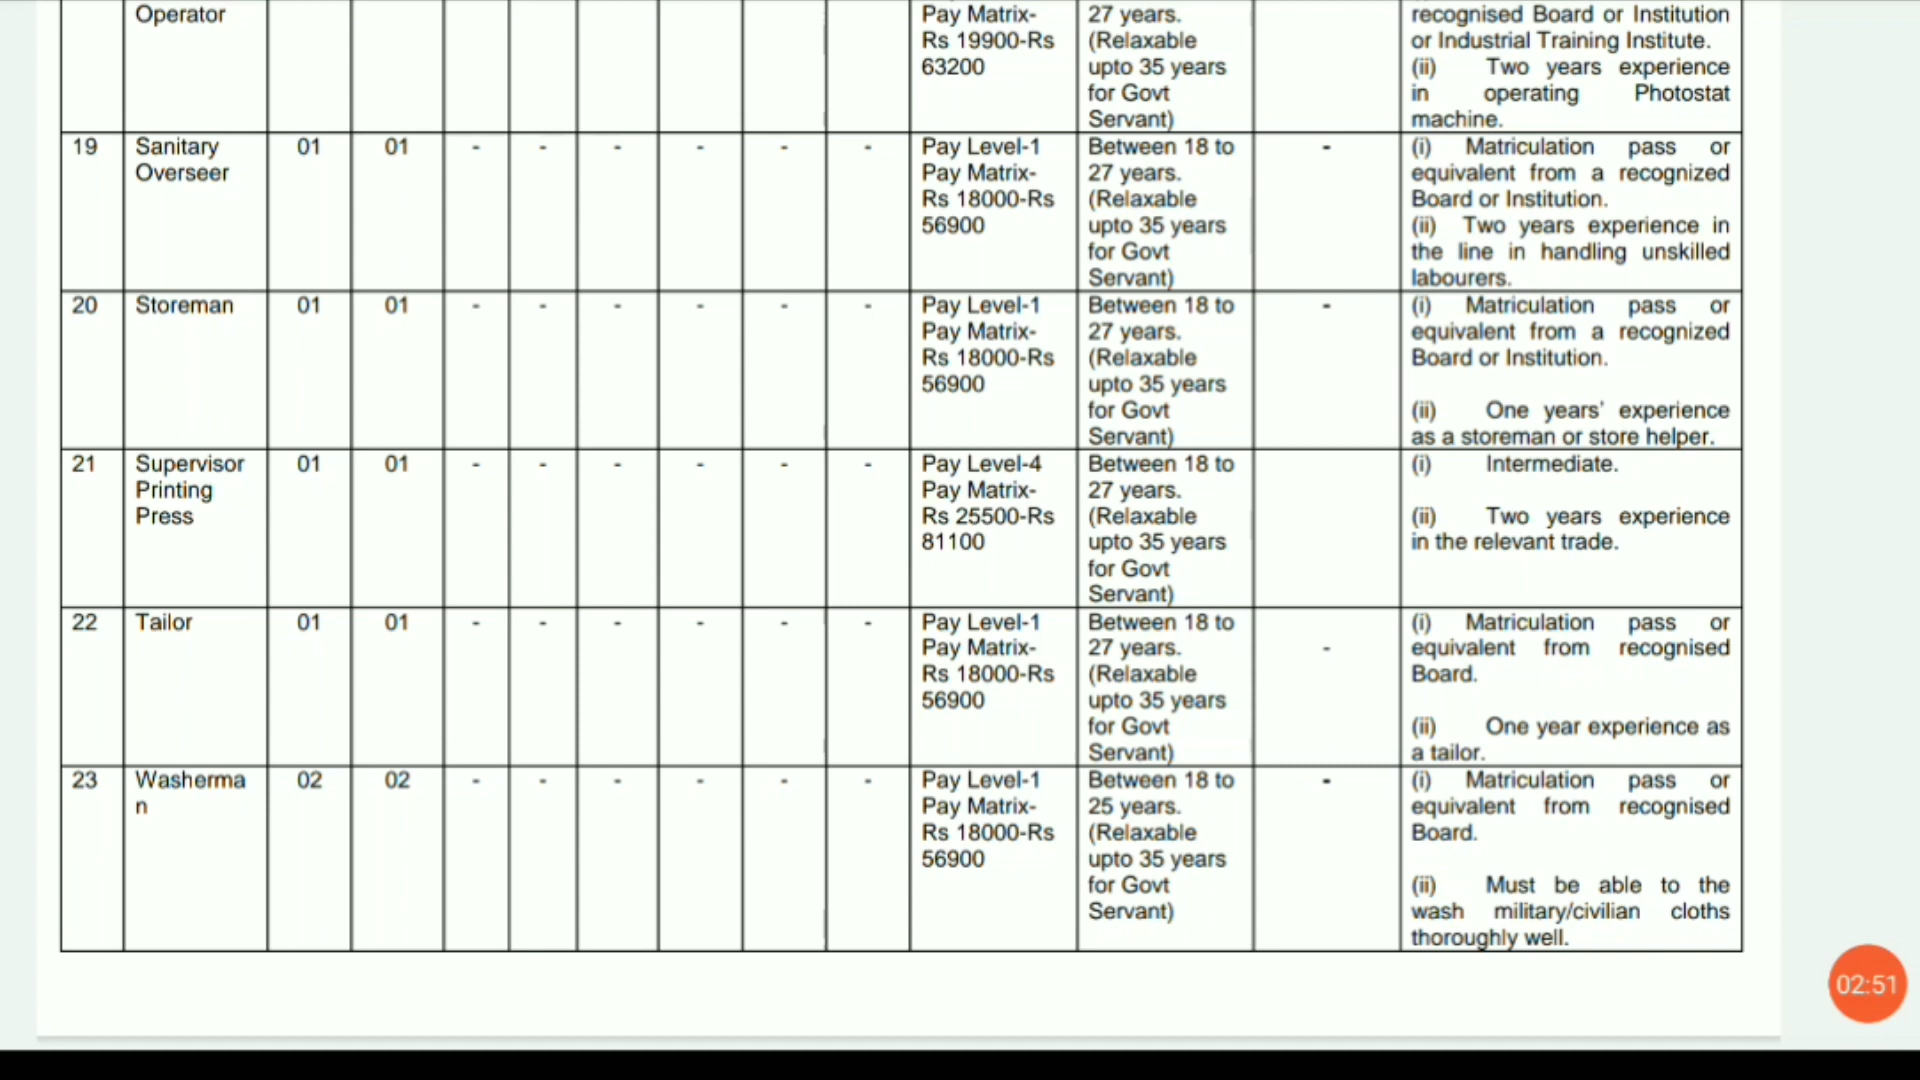 Operator
Pay Matrix-
Rs 19900-Rs
63200
27 years.
(Relaxable
upto 35 years
for Govt
Servant)
recognised Board or Institution
or Industrial Training Institute.
(ii) Two years experience
in operating Photostat
machine.
19
Sanitary
Overseer
01
01
-
-
-
-
-
-
Pay Level-1
Pay Matrix-
Rs 18000-Rs
56900
Between 18 to
27 years.
(Relaxable
upto 35 years
for Govt
Servant)
-
(i) Matriculation pass or
equivalent from a recognized
Board or Institution.
(ii) Two years experience in
the line in handling unskilled
labourers.
20
Storeman
01
01
-
-
-
-
-
-
Pay Level-1
Pay Matrix-
Rs 18000-Rs
56900
Between 18 to
27 years.
(Relaxable
upto 35 years
for Govt
Servant)
-
(i) Matriculation pass or
equivalent from a recognized
Board or Institution.
(ii) One years' experience
as a storeman or store helper.
21
Supervisor
Printing
Press
01
01
-
-
-
-
-
-
Pay Level-4
Pay Matrix-
Rs 25500-Rs
81100
Between 18 to
27 years.
(Relaxable
upto 35 years
for Govt
Servant)
(i) Intermediate.
(ii) Two years experience
in the relevant trade.
22
Tailor
01
01
-
-
-
-
-
-
Pay Level-1
Pay Matrix-
Rs 18000-Rs
56900
Between 18 to
27 years.
(Relaxable
upto 35 years
for Govt
Servant)
-
(i) Matriculation pass or
equivalent from recognised
Board.
(ii) One year experience as
a tailor.
23
Washerma
n
02
02
-
-
-
-
-
-
Pay Level-1
Pay Matrix-
Rs 18000-Rs
56900
Between 18 to
25 years.
(Relaxable
upto 35 years
for Govt
Servant)
-
(i) Matriculation pass or
equivalent from recognised
Board.
(ii) Must be able to the
wash military/civilian cloths
thoroughly well.
02:51